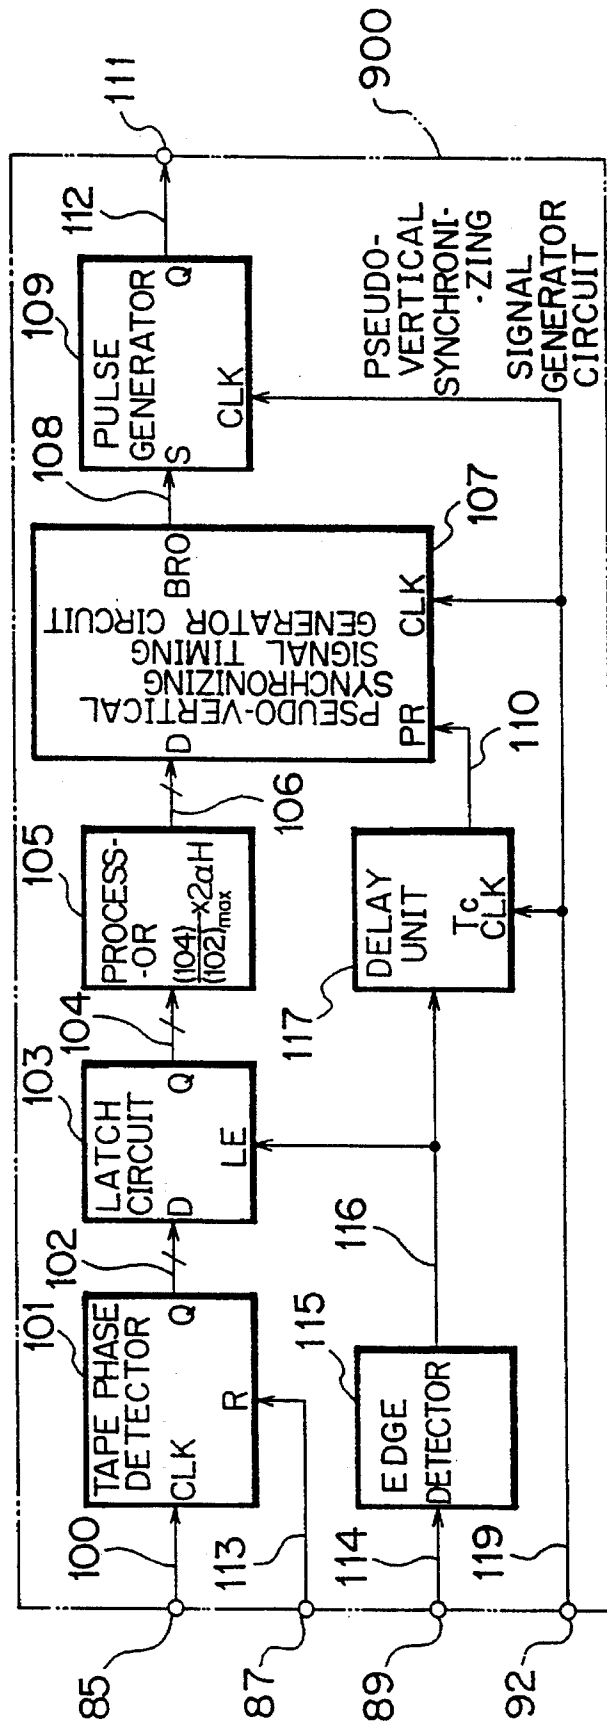 85
100
101
TAPE PHASE
DETECTOR
CLK
Q
R
113
87
102
103
LATCH
CIRCUIT
D
Q
LE
104
105
PROCESS-
-OR
(104)
(102)max
x2αH
106
PSEUDO-VERTICAL
SYNCHRONIZING
SIGNAL TIMING
GENERATOR CIRCUIT
D
BRO
PR
CLK
107
108
109
PULSE
GENERATOR
S
Q
CLK
112
111
900
PSEUDO-
VERTICAL
SYNCHRONI-
-ZING
SIGNAL
GENERATOR
CIRCUIT
89
114
115
EDGE
DETECTOR
116
117
DELAY
UNIT
Tc
CLK
110
92
119